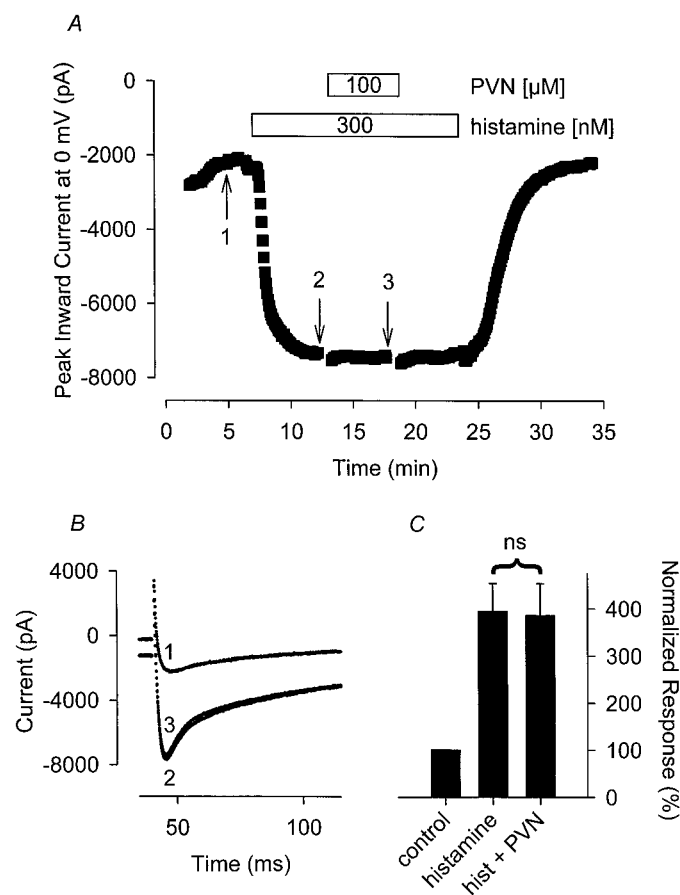 A
0
-2000
-4000
-6000
-8000
Peak Inward Current at 0 mV (pA)
100
PVN [µM]
300
histamine [nM]
1
2
3
0 5 10 15 20 25 30 35
Time (min)
B
4000
0
-4000
-8000
Current (pA)
1
3
2
50 100
Time (ms)
C
ns
400
300
200
100
0
Normalized Response (%)
control
histamine
hist + PVN